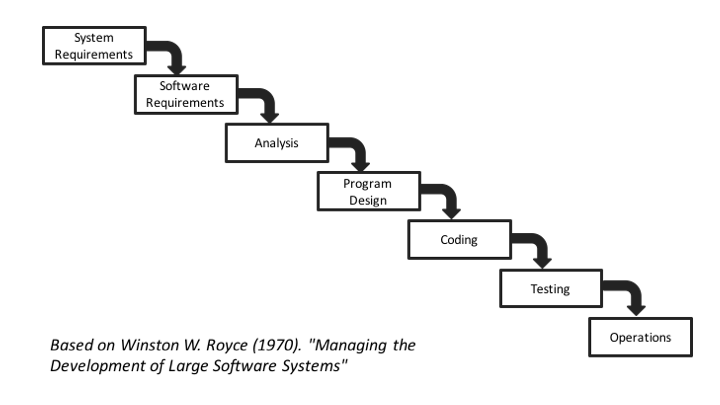 System
Requirements
Software
Requirements
Analysis
Program
Design
Coding
Testing
Operations
Based on Winston W. Royce (1970). "Managing the
Development of Large Software Systems"